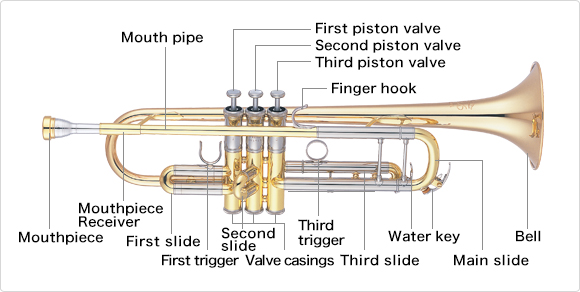 First piston valve
Second piston valve
Third piston valve
Mouth pipe
Finger hook
Mouthpiece
Mouthpiece
Receiver
First slide
First trigger
Second
slide
Valve casings
Third
trigger
Third slide
Water key
Main slide
Bell